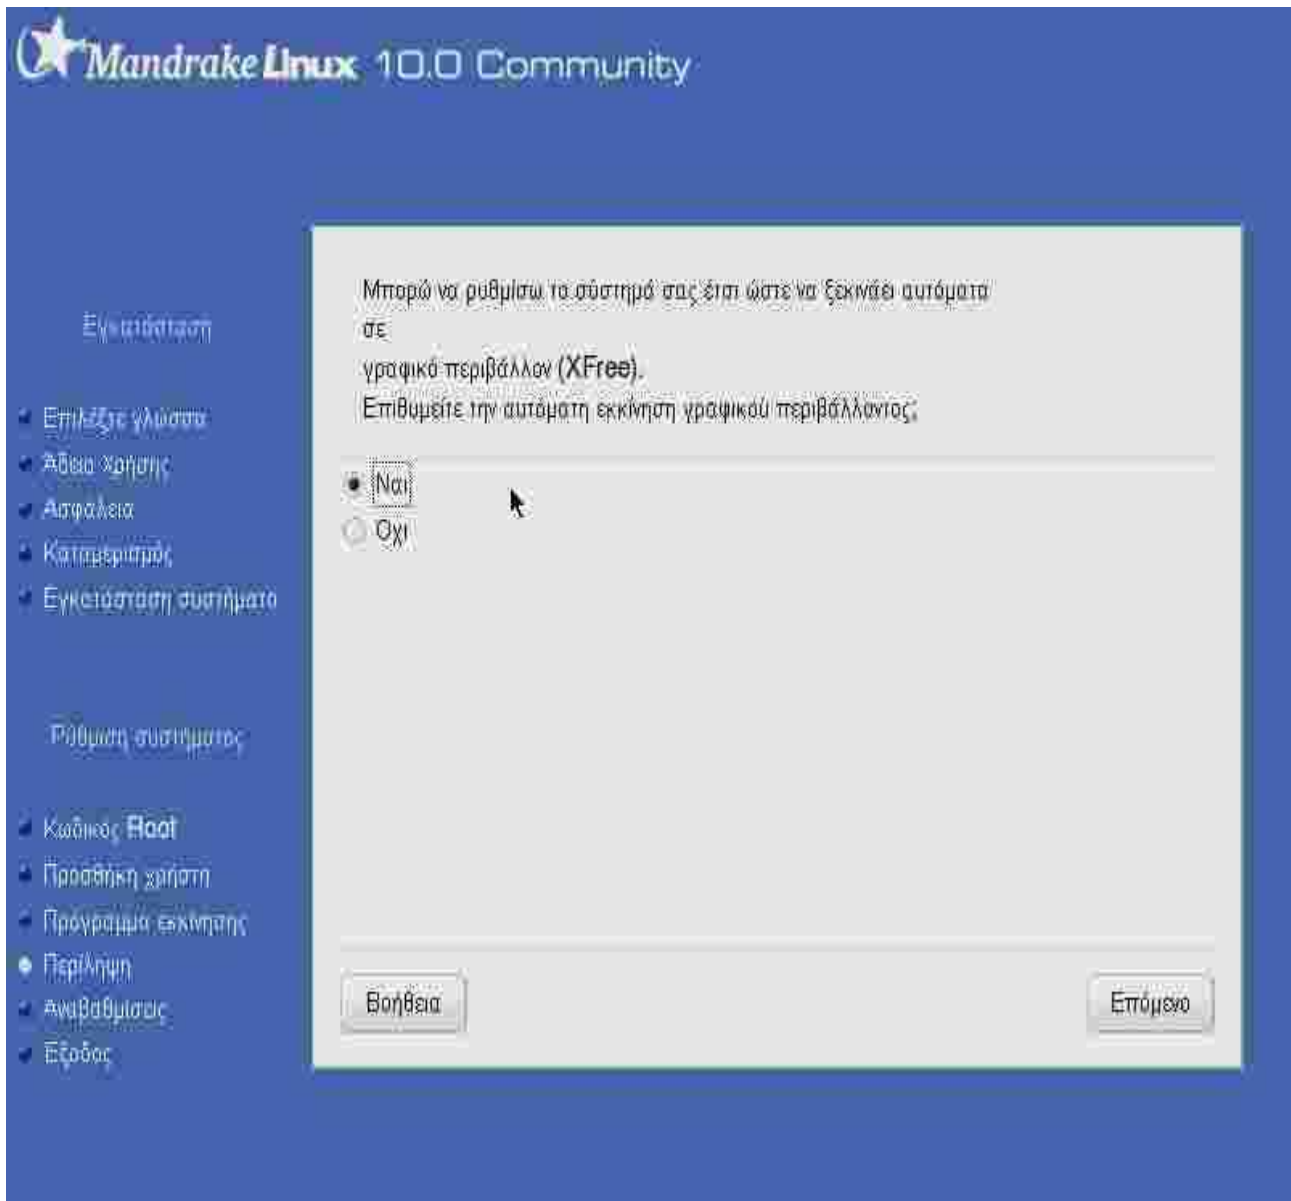 Mandrake Linux 10.0 Community
Μπορώ να ρυθμίσω το σύστημά σας έτσι ώστε να ξεκινάει αυτόματα
σε
γραφικό περιβάλλον (XFree).
Επιθυμείτε την αυτόματη εκκίνηση γραφικού περιβάλλοντος;
Ναι
Όχι
Βοήθεια
Επόμενο
Εγκατάσταση
Επιλέξτε γλώσσα
Άδεια Χρήσης
Ασφάλεια
Καταμερισμός
Εγκατάσταση συστήματο
Ρύθμιση συστήματος
Κωδικός Root
Προσθήκη χρήστη
Πρόγραμμα εκκίνησης
Περίληψη
Αναβαθμίσεις
Έξοδος